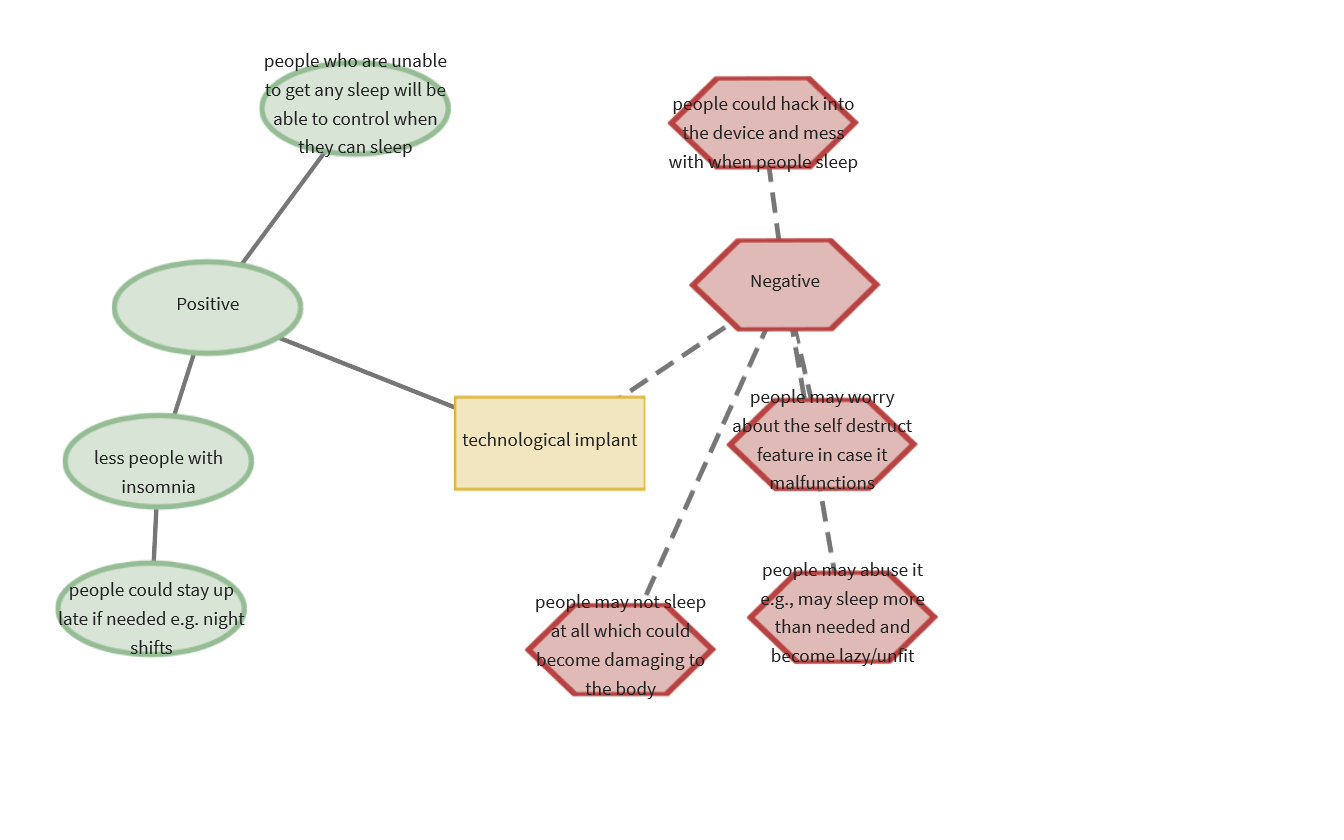 people who are unable
to get any sleep will be
able to control when
they can sleep
people could hack into
the device and mess
with when people sleep
Negative
Positive
people may worry
about the self destruct
feature in case it
malfunctions
technological implant
less people with
insomnia
people may abuse it
e.g., may sleep more
than needed and
become lazy/unfit
people could stay up
late if needed e.g. night
shifts
people may not sleep
at all which could
become damaging to
the body